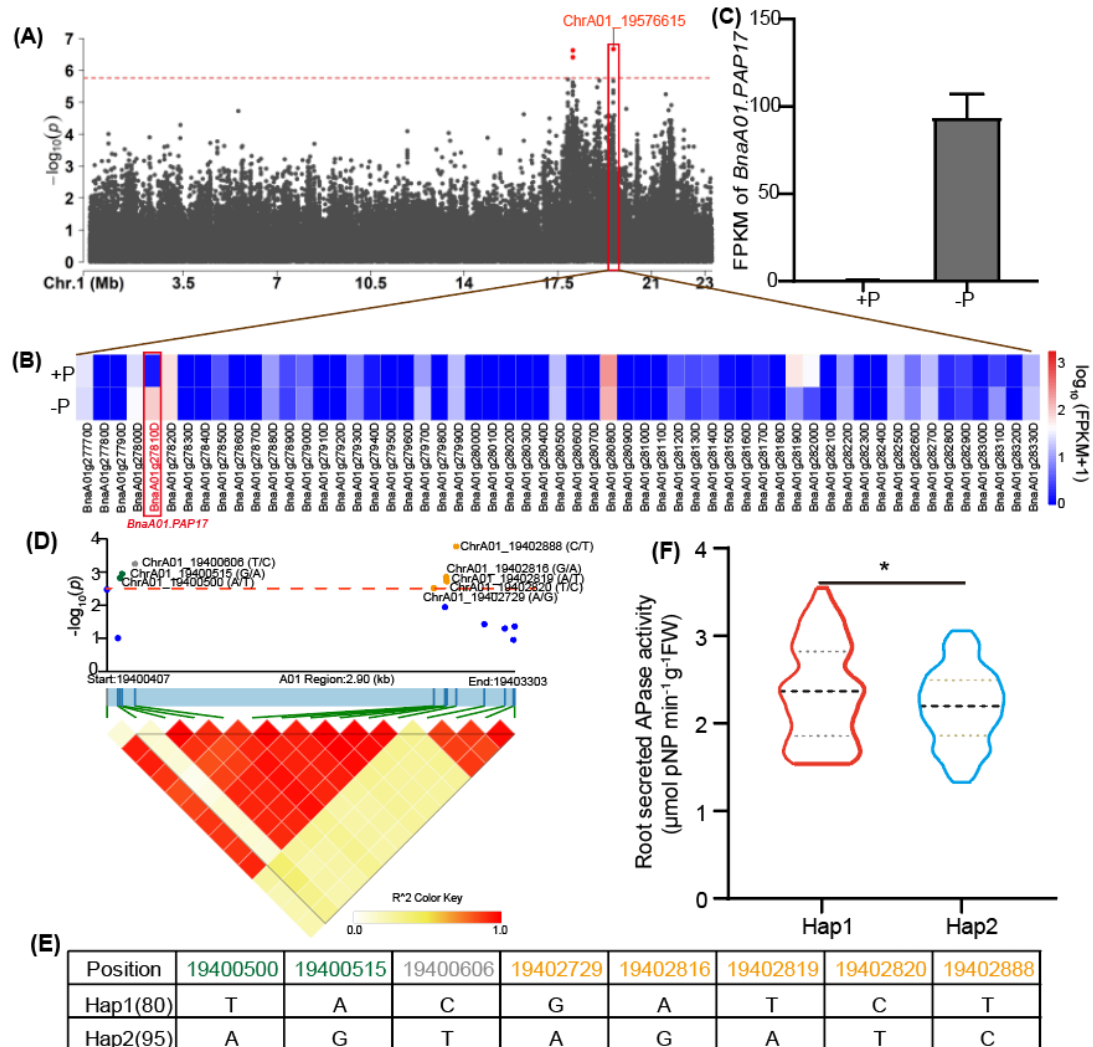 (A)
ChrA01_19576615
7
6
5
4
3
2
1
0
−log10(p)
Chr.1 (Mb) 3.5 7 10.5 14 17.5 21 23
(C)
150
100
50
0
FPKM of BnaA01.PAP17
+P -P
(B)
+P
-P
3
2
1
0
log10 (FPKM+1)
BnaA01g27770D
BnaA01g27780D
BnaA01g27790D
BnaA01g27800D
BnaA01g27810D
BnaA01g27820D
BnaA01g27830D
BnaA01g27840D
BnaA01g27850D
BnaA01g27860D
BnaA01g27870D
BnaA01g27890D
BnaA01g27900D
BnaA01g27910D
BnaA01g27920D
BnaA01g27930D
BnaA01g27940D
BnaA01g27950D
BnaA01g27960D
BnaA01g27970D
BnaA01g27980D
BnaA01g27990D
BnaA01g28000D
BnaA01g28010D
BnaA01g28020D
BnaA01g28030D
BnaA01g28040D
BnaA01g28050D
BnaA01g28060D
BnaA01g28070D
BnaA01g28080D
BnaA01g28090D
BnaA01g28100D
BnaA01g28110D
BnaA01g28120D
BnaA01g28130D
BnaA01g28140D
BnaA01g28150D
BnaA01g28160D
BnaA01g28170D
BnaA01g28180D
BnaA01g28190D
BnaA01g28200D
BnaA01g28210D
BnaA01g28220D
BnaA01g28230D
BnaA01g28240D
BnaA01g28250D
BnaA01g28260D
BnaA01g28270D
BnaA01g28280D
BnaA01g28290D
BnaA01g28300D
BnaA01g28310D
BnaA01g28320D
BnaA01g28330D
BnaA01.PAP17
(D)
4
3
2
1
0
-log10(p)
ChrA01_19402888 (C/T)
ChrA01_19400606 (T/C)
ChrA01_19400515 (G/A)
ChrA01_19400500 (A/T)
ChrA01_19402816 (G/A)
ChrA01_19402819 (A/T)
ChrA01_19402820 (T/C)
ChrA01_19402729 (A/G)
Start:19400407 A01 Region:2.90 (kb) End:19403303
R^2 Color Key
0.0 1.0
(F)
4
3
2
1
0
Root secreted APase activity
(μmol pNP min-1g-1FW)
*
Hap1 Hap2
(E)
Position 19400500 19400515 19400606 19402729 19402816 19402819 19402820 19402888
Hap1(80) T A C G A T C T
Hap2(95) A G T A G A T C